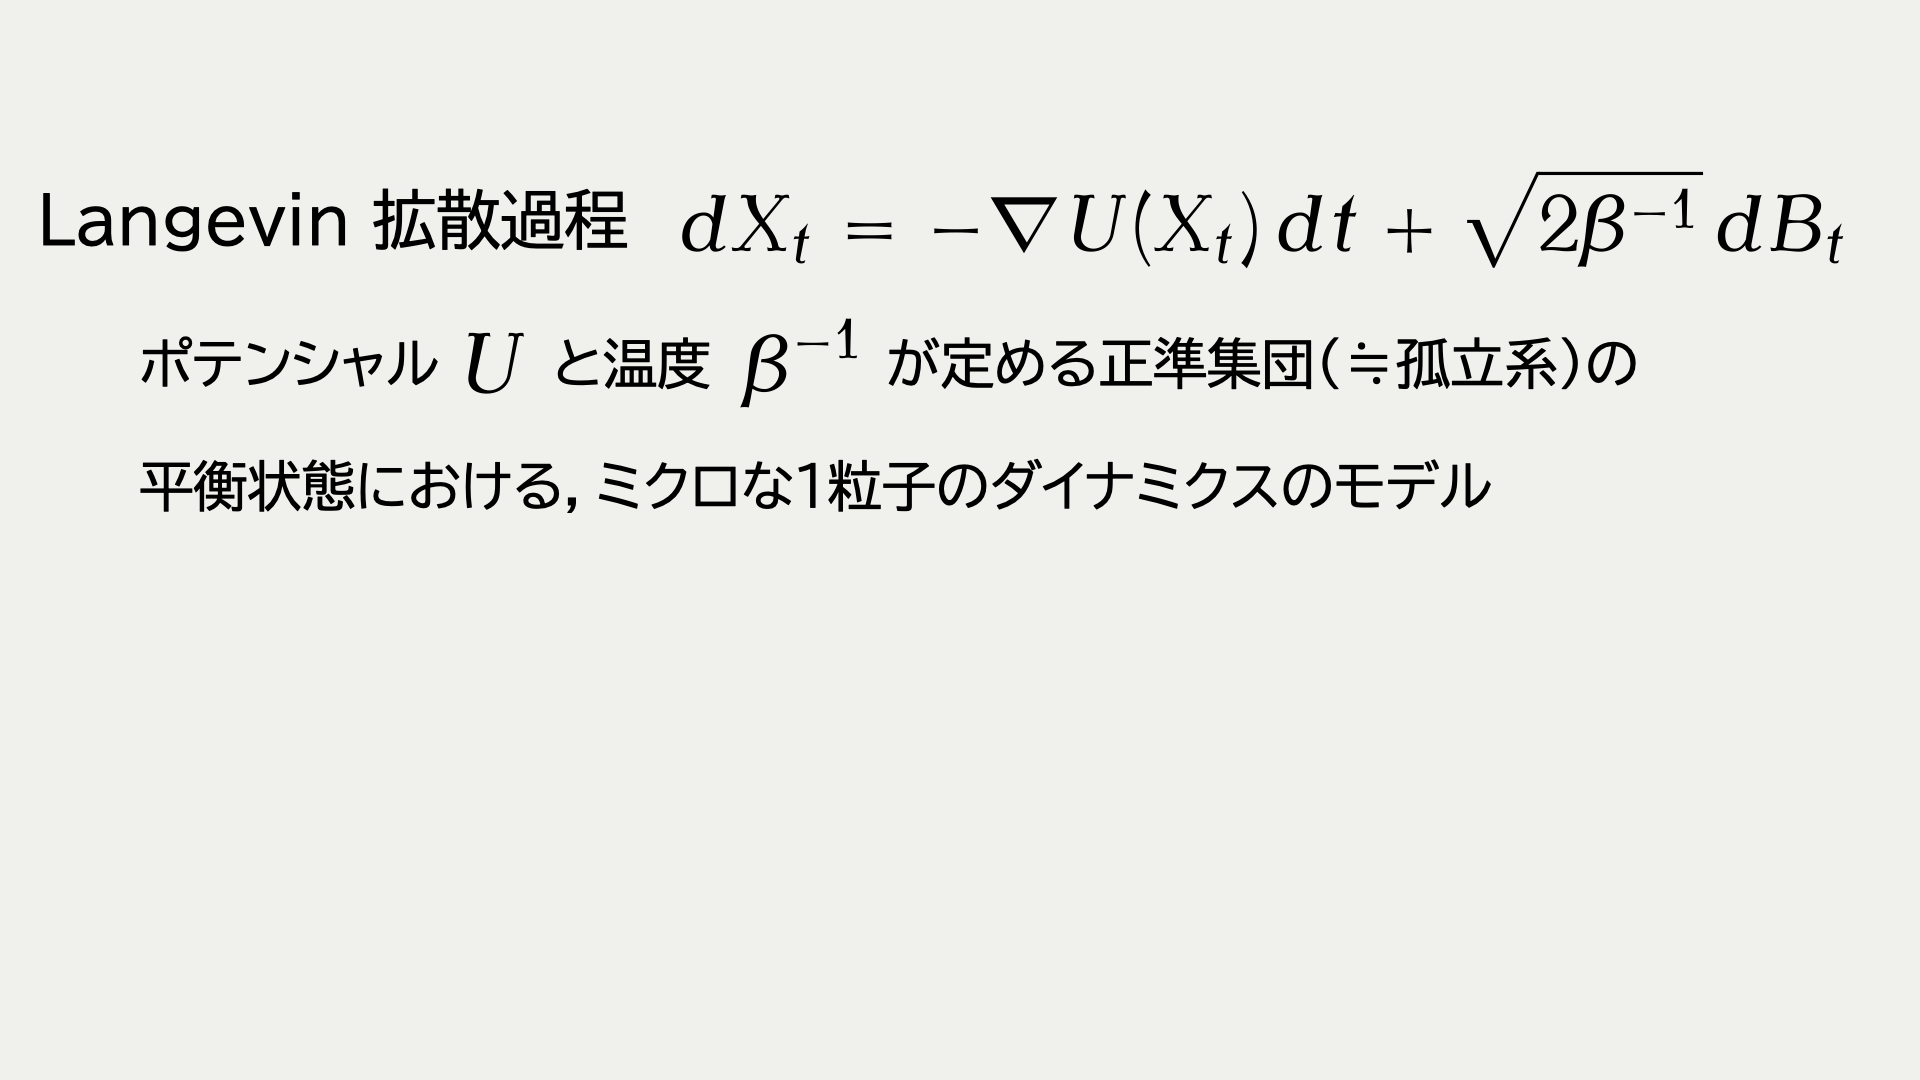 Langevin 拡散過程 $dX_t = -\nabla U(X_t)\,dt + \sqrt{2\beta^{-1}}\,dB_t$
ポテンシャル $U$ と温度 $\beta^{-1}$ が定める正準集団（≒孤立系）の
平衡状態における, ミクロな1粒子のダイナミクスのモデル